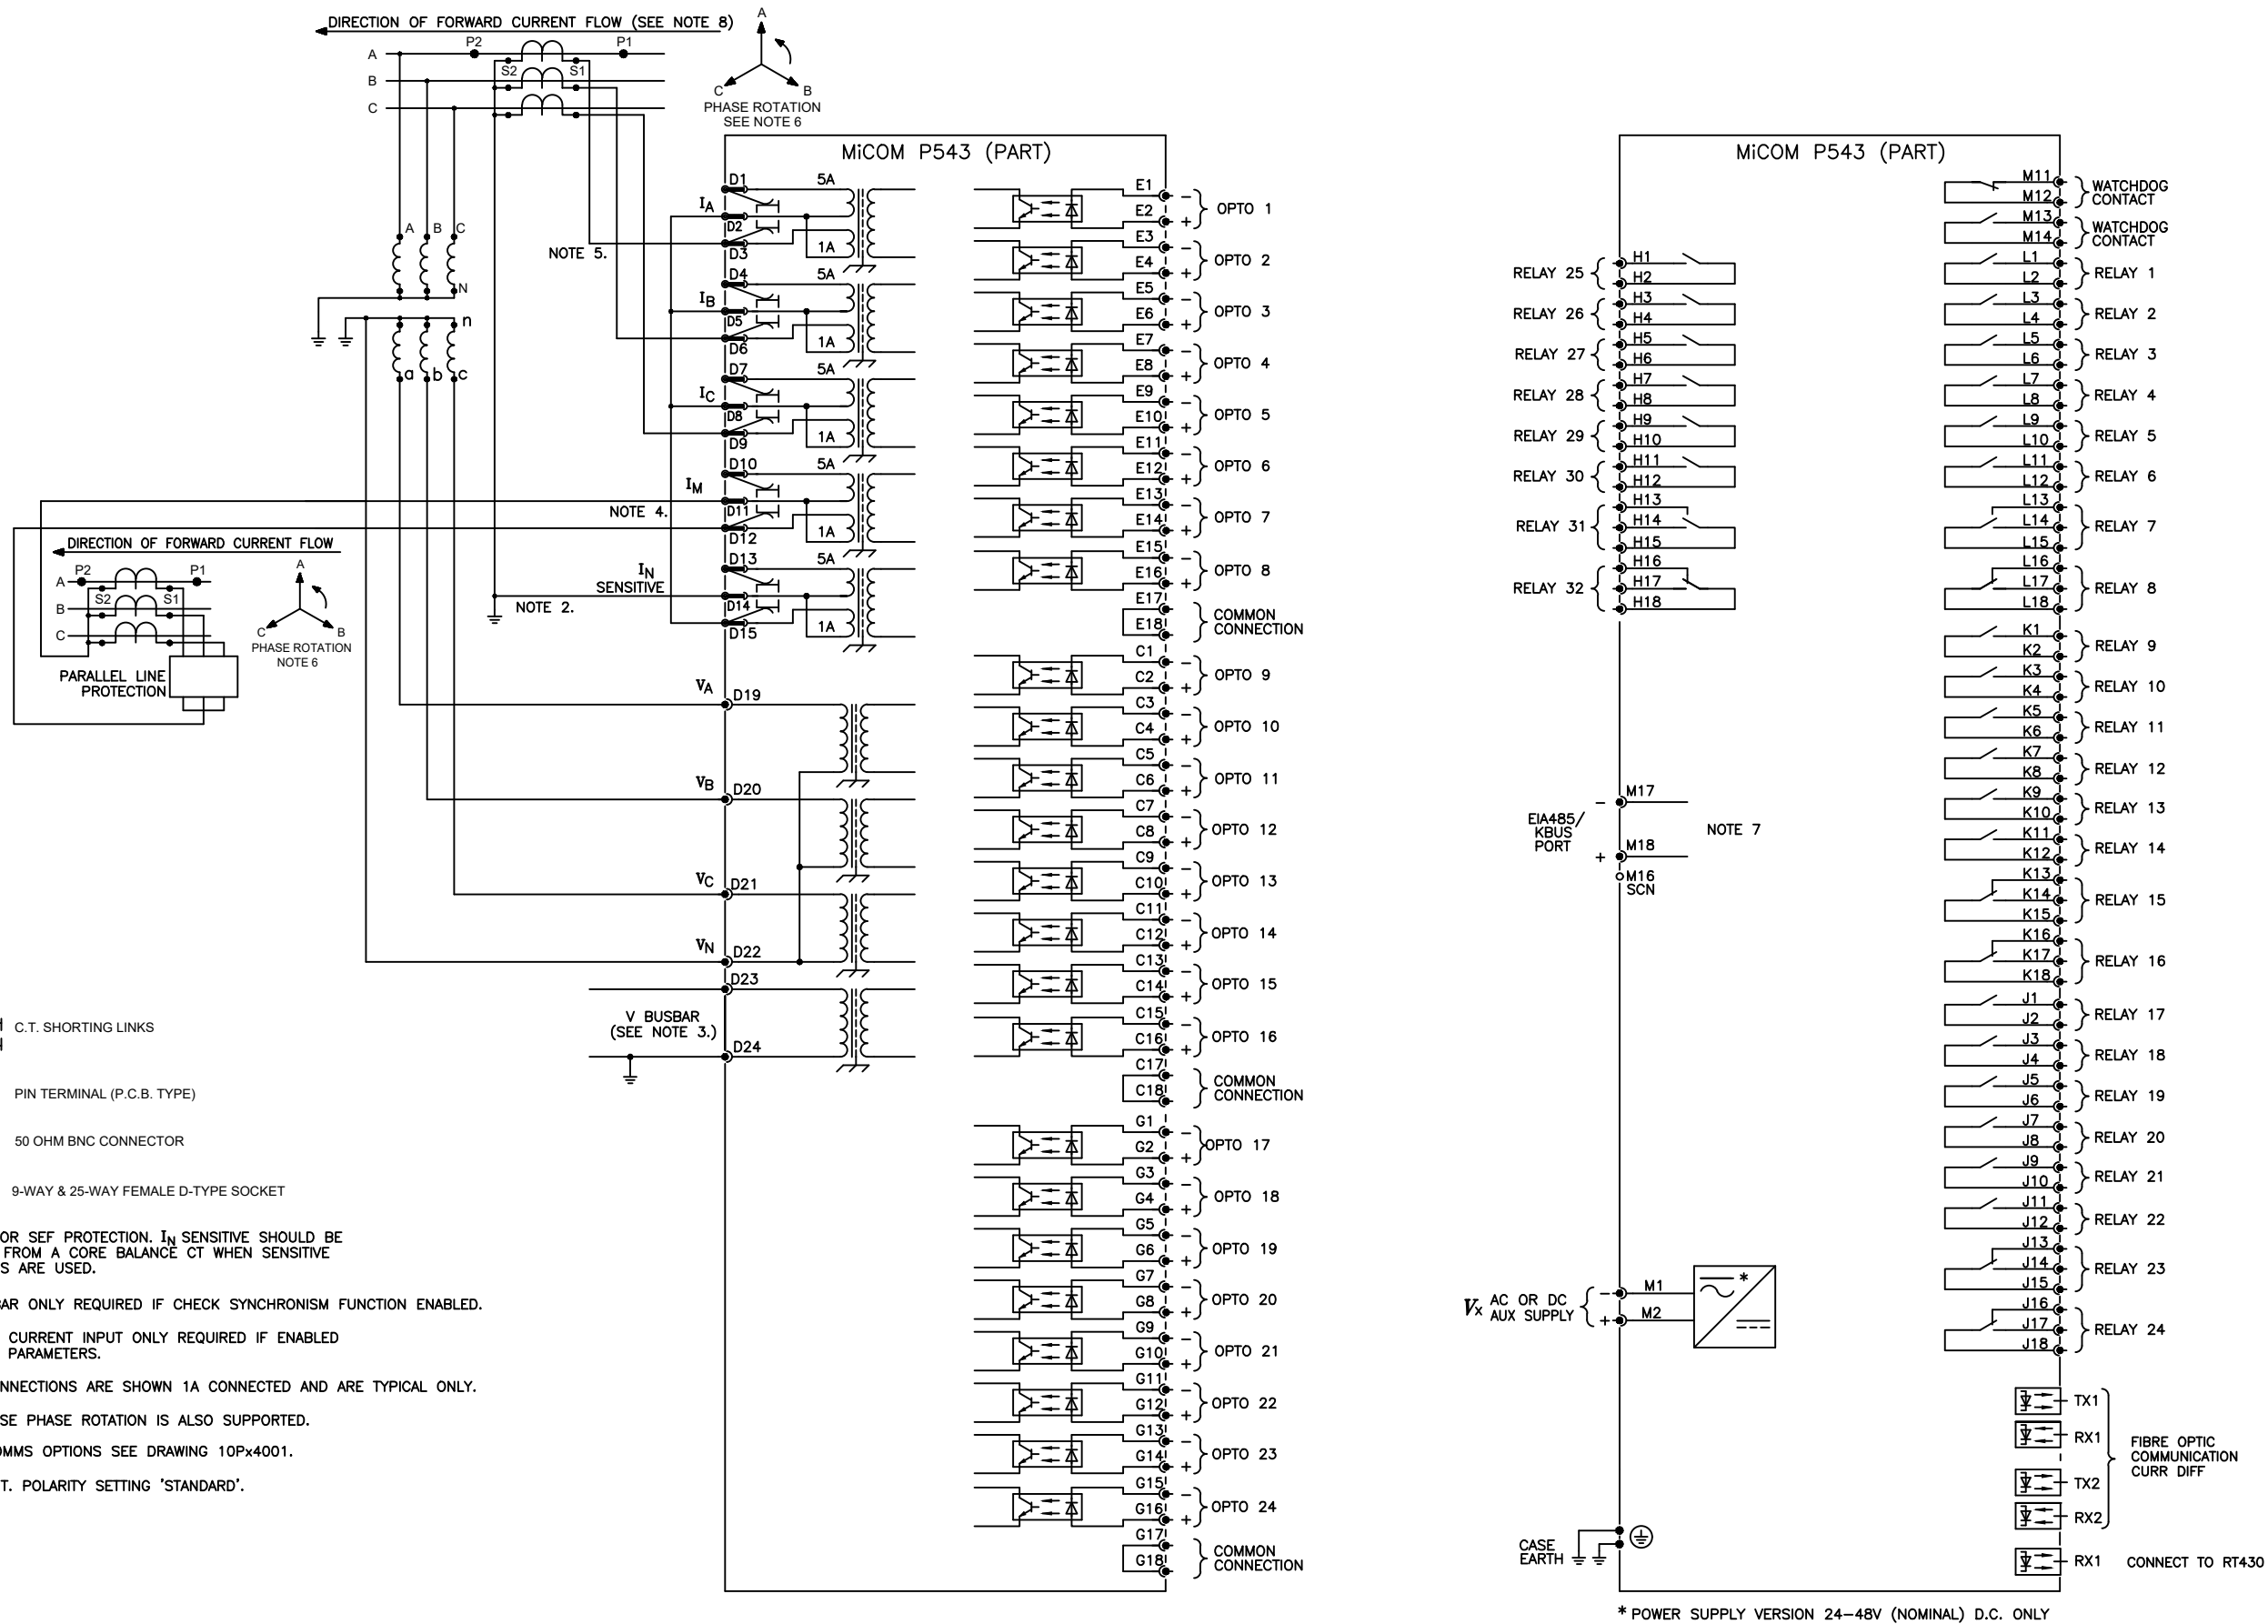 DIRECTION OF FORWARD CURRENT FLOW (SEE NOTE 8)
A
P2
P1
S2
S1
B
C
A
C
B
PHASE ROTATION
SEE NOTE 6
A
B
C
N
n
a
b
c
DIRECTION OF FORWARD CURRENT FLOW
A
P2
P1
S2
S1
B
C
A
C
B
PHASE ROTATION
NOTE 6
PARALLEL LINE
PROTECTION
NOTE 5.
NOTE 4.
NOTE 2.
MiCOM P543 (PART)
IA
D1
D2
D3
5A
1A
IB
D4
D5
D6
5A
1A
IC
D7
D8
D9
5A
1A
IM
D10
D11
D12
5A
1A
IN
SENSITIVE
D13
D14
D15
5A
1A
VA
D19
VB
D20
VC
D21
VN
D22
D23
V BUSBAR
(SEE NOTE 3.)
D24
E1 −
E2 +
OPTO 1
E3 −
E4 +
OPTO 2
E5 −
E6 +
OPTO 3
E7 −
E8 +
OPTO 4
E9 −
E10 +
OPTO 5
E11 −
E12 +
OPTO 6
E13 −
E14 +
OPTO 7
E15 −
E16 +
OPTO 8
E17
E18
COMMON
CONNECTION
C1 −
C2 +
OPTO 9
C3 −
C4 +
OPTO 10
C5 −
C6 +
OPTO 11
C7 −
C8 +
OPTO 12
C9 −
C10 +
OPTO 13
C11 −
C12 +
OPTO 14
C13 −
C14 +
OPTO 15
C15 −
C16 +
OPTO 16
C17
C18
COMMON
CONNECTION
G1 −
G2 +
OPTO 17
G3 −
G4 +
OPTO 18
G5 −
G6 +
OPTO 19
G7 −
G8 +
OPTO 20
G9 −
G10 +
OPTO 21
G11 −
G12 +
OPTO 22
G13 −
G14 +
OPTO 23
G15 −
G16 +
OPTO 24
G17
G18
COMMON
CONNECTION
C.T. SHORTING LINKS
PIN TERMINAL (P.C.B. TYPE)
50 OHM BNC CONNECTOR
9-WAY & 25-WAY FEMALE D-TYPE SOCKET
OR SEF PROTECTION. IN SENSITIVE SHOULD BE
FROM A CORE BALANCE CT WHEN SENSITIVE
S ARE USED.
AR ONLY REQUIRED IF CHECK SYNCHRONISM FUNCTION ENABLED.
CURRENT INPUT ONLY REQUIRED IF ENABLED
PARAMETERS.
NNECTIONS ARE SHOWN 1A CONNECTED AND ARE TYPICAL ONLY.
SE PHASE ROTATION IS ALSO SUPPORTED.
OMMS OPTIONS SEE DRAWING 10Px4001.
T. POLARITY SETTING 'STANDARD'.
MiCOM P543 (PART)
RELAY 25
H1
H2
RELAY 26
H3
H4
RELAY 27
H5
H6
RELAY 28
H7
H8
RELAY 29
H9
H10
RELAY 30
H11
H12
RELAY 31
H13
H14
H15
RELAY 32
H16
H17
H18
EIA485/
KBUS
PORT
− M17
+ M18
M16
SCN
NOTE 7
Vx AC OR DC
AUX SUPPLY
− M1
+ M2
*
CASE
EARTH
M11
M12
WATCHDOG
CONTACT
M13
M14
WATCHDOG
CONTACT
L1
L2
RELAY 1
L3
L4
RELAY 2
L5
L6
RELAY 3
L7
L8
RELAY 4
L9
L10
RELAY 5
L11
L12
RELAY 6
L13
L14
L15
RELAY 7
L16
L17
L18
RELAY 8
K1
K2
RELAY 9
K3
K4
RELAY 10
K5
K6
RELAY 11
K7
K8
RELAY 12
K9
K10
RELAY 13
K11
K12
RELAY 14
K13
K14
K15
RELAY 15
K16
K17
K18
RELAY 16
J1
J2
RELAY 17
J3
J4
RELAY 18
J5
J6
RELAY 19
J7
J8
RELAY 20
J9
J10
RELAY 21
J11
J12
RELAY 22
J13
J14
J15
RELAY 23
J16
J17
J18
RELAY 24
TX1
RX1
TX2
RX2
FIBRE OPTIC
COMMUNICATION
CURR DIFF
RX1 CONNECT TO RT430
* POWER SUPPLY VERSION 24−48V (NOMINAL) D.C. ONLY